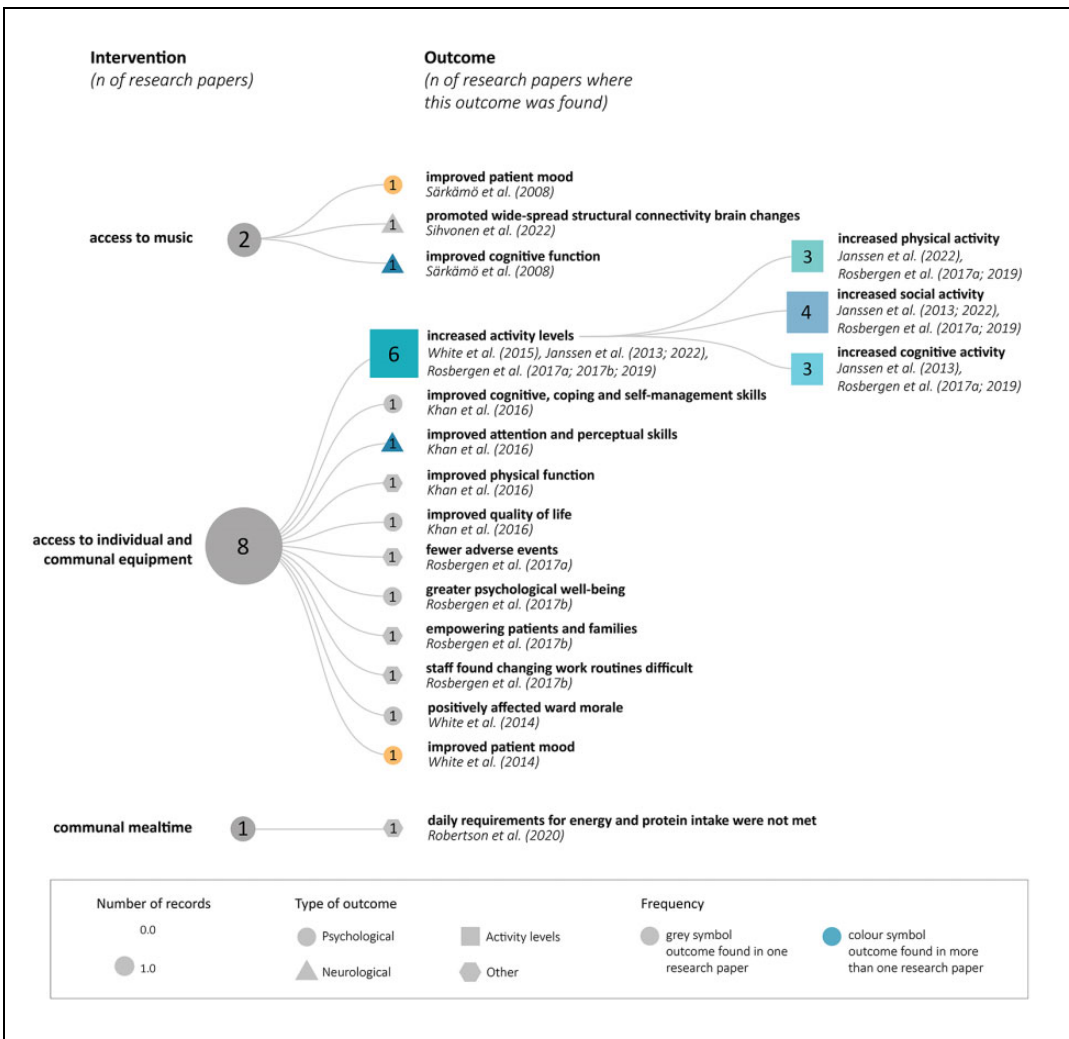 Intervention
(n of research papers)
Outcome
(n of research papers where
this outcome was found)
access to music
2
1
improved patient mood
Särkämö et al. (2008)
1
promoted wide-spread structural connectivity brain changes
Sihvonen et al. (2022)
1
improved cognitive function
Särkämö et al. (2008)
access to individual and
communal equipment
8
6
increased activity levels
White et al. (2015), Janssen et al. (2013; 2022),
Rosbergen et al. (2017a; 2017b; 2019)
3
increased physical activity
Janssen et al. (2022),
Rosbergen et al. (2017a; 2019)
4
increased social activity
Janssen et al. (2013; 2022),
Rosbergen et al. (2017a; 2019)
3
increased cognitive activity
Janssen et al. (2013),
Rosbergen et al. (2017a; 2019)
1
improved cognitive, coping and self-management skills
Khan et al. (2016)
1
improved attention and perceptual skills
Khan et al. (2016)
1
improved physical function
Khan et al. (2016)
1
improved quality of life
Khan et al. (2016)
1
fewer adverse events
Rosbergen et al. (2017a)
1
greater psychological well-being
Rosbergen et al. (2017b)
1
empowering patients and families
Rosbergen et al. (2017b)
1
staff found changing work routines difficult
Rosbergen et al. (2017b)
1
positively affected ward morale
White et al. (2014)
1
improved patient mood
White et al. (2014)
communal mealtime
1
1
daily requirements for energy and protein intake were not met
Robertson et al. (2020)
Number of records
0.0
1.0
Type of outcome
Psychological
Activity levels
Neurological
Other
Frequency
grey symbol
outcome found in one
research paper
colour symbol
outcome found in more
than one research paper